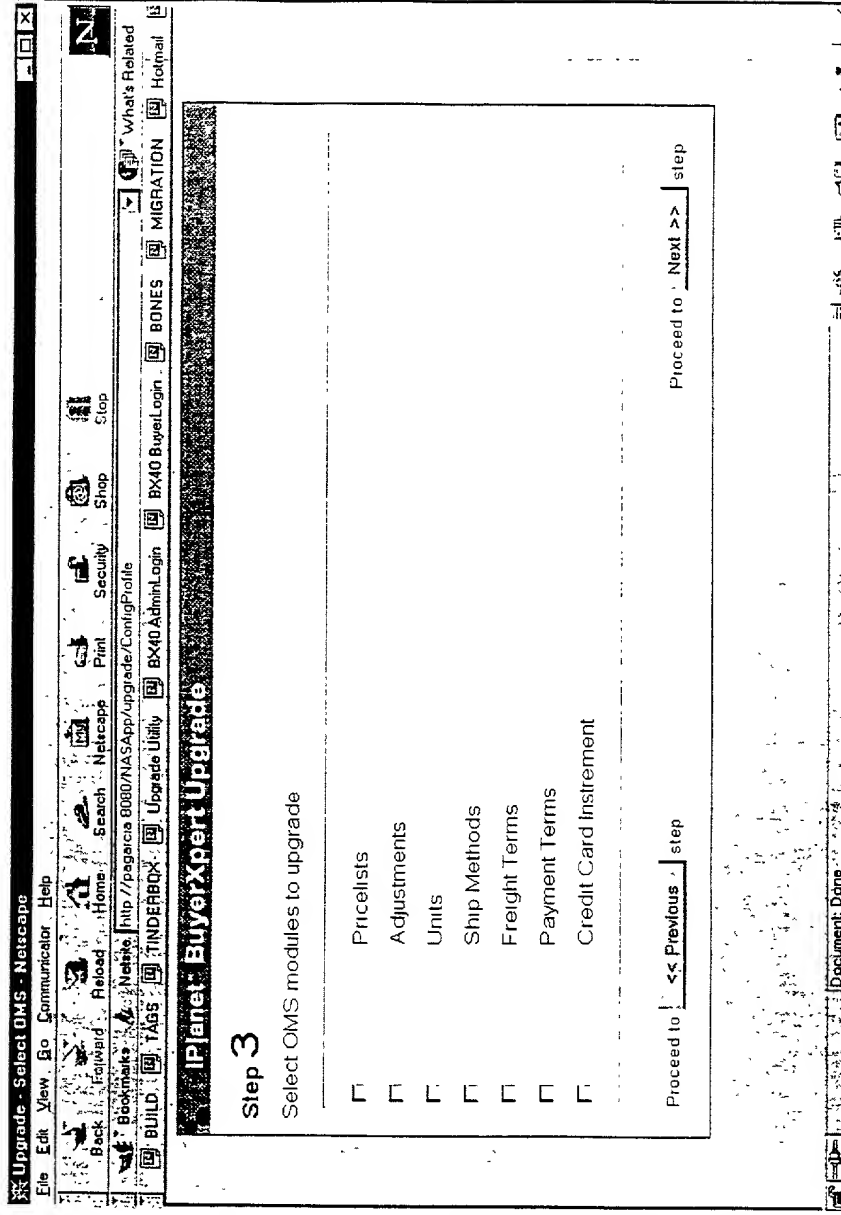 Upgrade - Select OMS - Netscape
File Edit View Go Communicator Help
Back Forward Reload Home Search Netscape Print Security Shop Stop
N
Bookmarks Netsite http://pagarcia 8080/NASApp/upgrade/ConfigProfile What's Related
BUILD TAGS TINDERBOX Upgrade Utility BX40 AdminLogin BX40 BuyerLogin BONES MIGRATION Hotmail
iPlanet BuyerXpert Upgrade
Step 3
Select OMS modules to upgrade
Pricelists
Adjustments
Units
Ship Methods
Freight Terms
Payment Terms
Credit Card Instrement
Proceed to << Previous step
Proceed to Next >> step
Document: Done